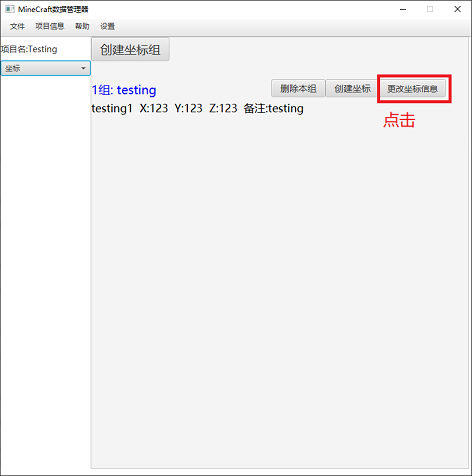 MineCraft数据管理器
文件 项目信息 帮助 设置
项目名:Testing
坐标
创建坐标组
1组: testing
删除本组 创建坐标 更改坐标信息
testing1 X:123 Y:123 Z:123 备注:testing
点击